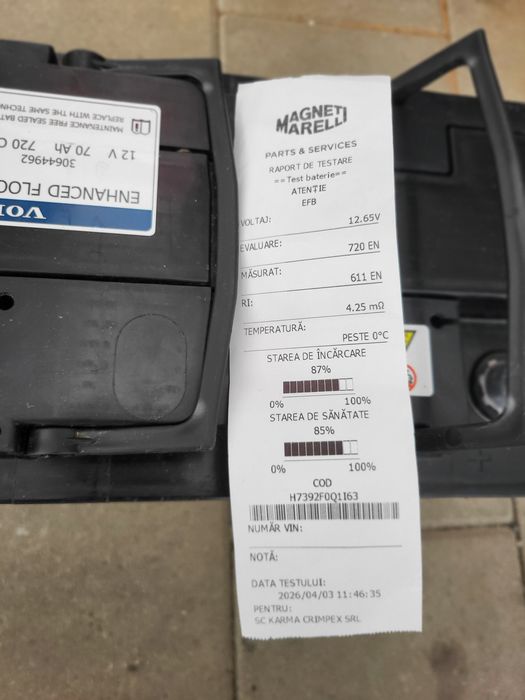 MAINTENANCE FREE SEALED BAT
REPLACE WITH THE SAME TECHN
12 V 70 Ah 720 C
30644962
ENHANCED FLOO
VOL
MAGNETI
MARELLI
PARTS & SERVICES
RAPORT DE TESTARE
==Test baterie==
ATENȚIE
EFB
VOLTAJ: 12.65V
EVALUARE: 720 EN
MĂSURAT: 611 EN
RI: 4.25 mΩ
TEMPERATURĂ:
PESTE 0°C
STAREA DE ÎNCĂRCARE
87%
0% 100%
STAREA DE SĂNĂTATE
85%
0% 100%
COD
H7392F0Q1I63
NUMĂR VIN:
NOTĂ:
DATA TESTULUI:
2026/04/03 11:46:35
PENTRU:
SC KARMA CRIMPEX SRL